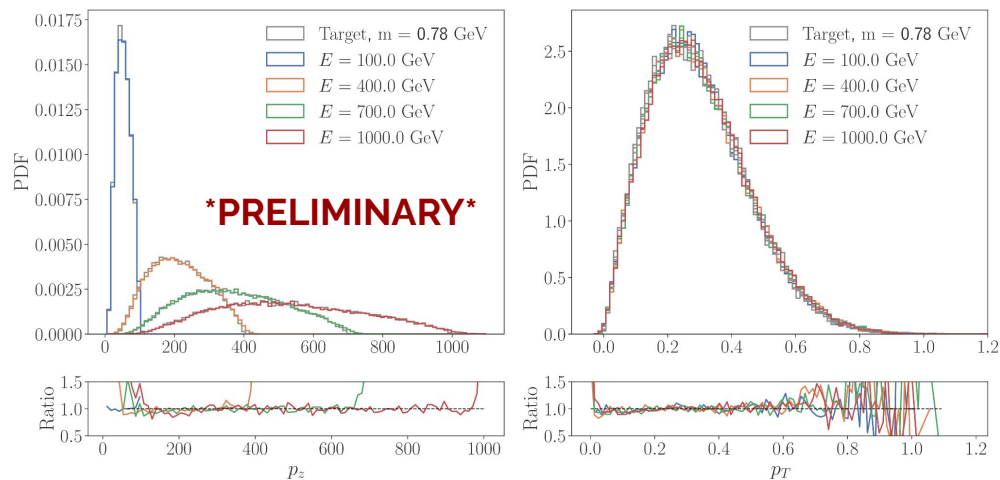 0.0175
0.0150
0.0125
0.0100
0.0075
0.0050
0.0025
0.0000
PDF
Target, m = 0.78 GeV
E = 100.0 GeV
E = 400.0 GeV
E = 700.0 GeV
E = 1000.0 GeV
*PRELIMINARY*
0 200 400 600 800 1000
1.5
1.0
0.5
Ratio
0 200 400 600 800 1000
p_z
2.5
2.0
1.5
1.0
0.5
0.0
PDF
Target, m = 0.78 GeV
E = 100.0 GeV
E = 400.0 GeV
E = 700.0 GeV
E = 1000.0 GeV
0.0 0.2 0.4 0.6 0.8 1.0 1.2
1.5
1.0
0.5
Ratio
0.0 0.2 0.4 0.6 0.8 1.0 1.2
p_T